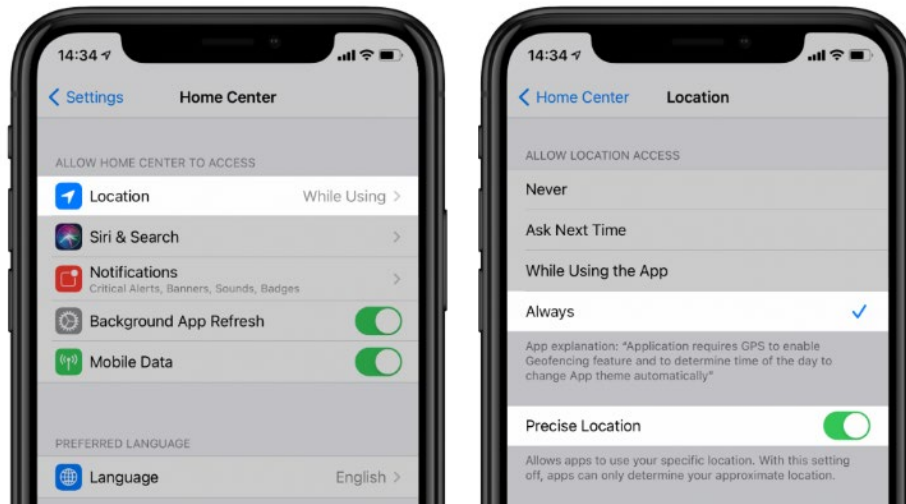 14:34
Settings
Home Center
ALLOW HOME CENTER TO ACCESS
Location
While Using
Siri & Search
Notifications
Critical Alerts, Banners, Sounds, Badges
Background App Refresh
Mobile Data
PREFERRED LANGUAGE
Language
English
14:34
Home Center
Location
ALLOW LOCATION ACCESS
Never
Ask Next Time
While Using the App
Always
App explanation: “Application requires GPS to enable
Geofencing feature and to determine time of the day to
change App theme automatically”
Precise Location
Allows apps to use your specific location. With this setting
off, apps can only determine your approximate location.